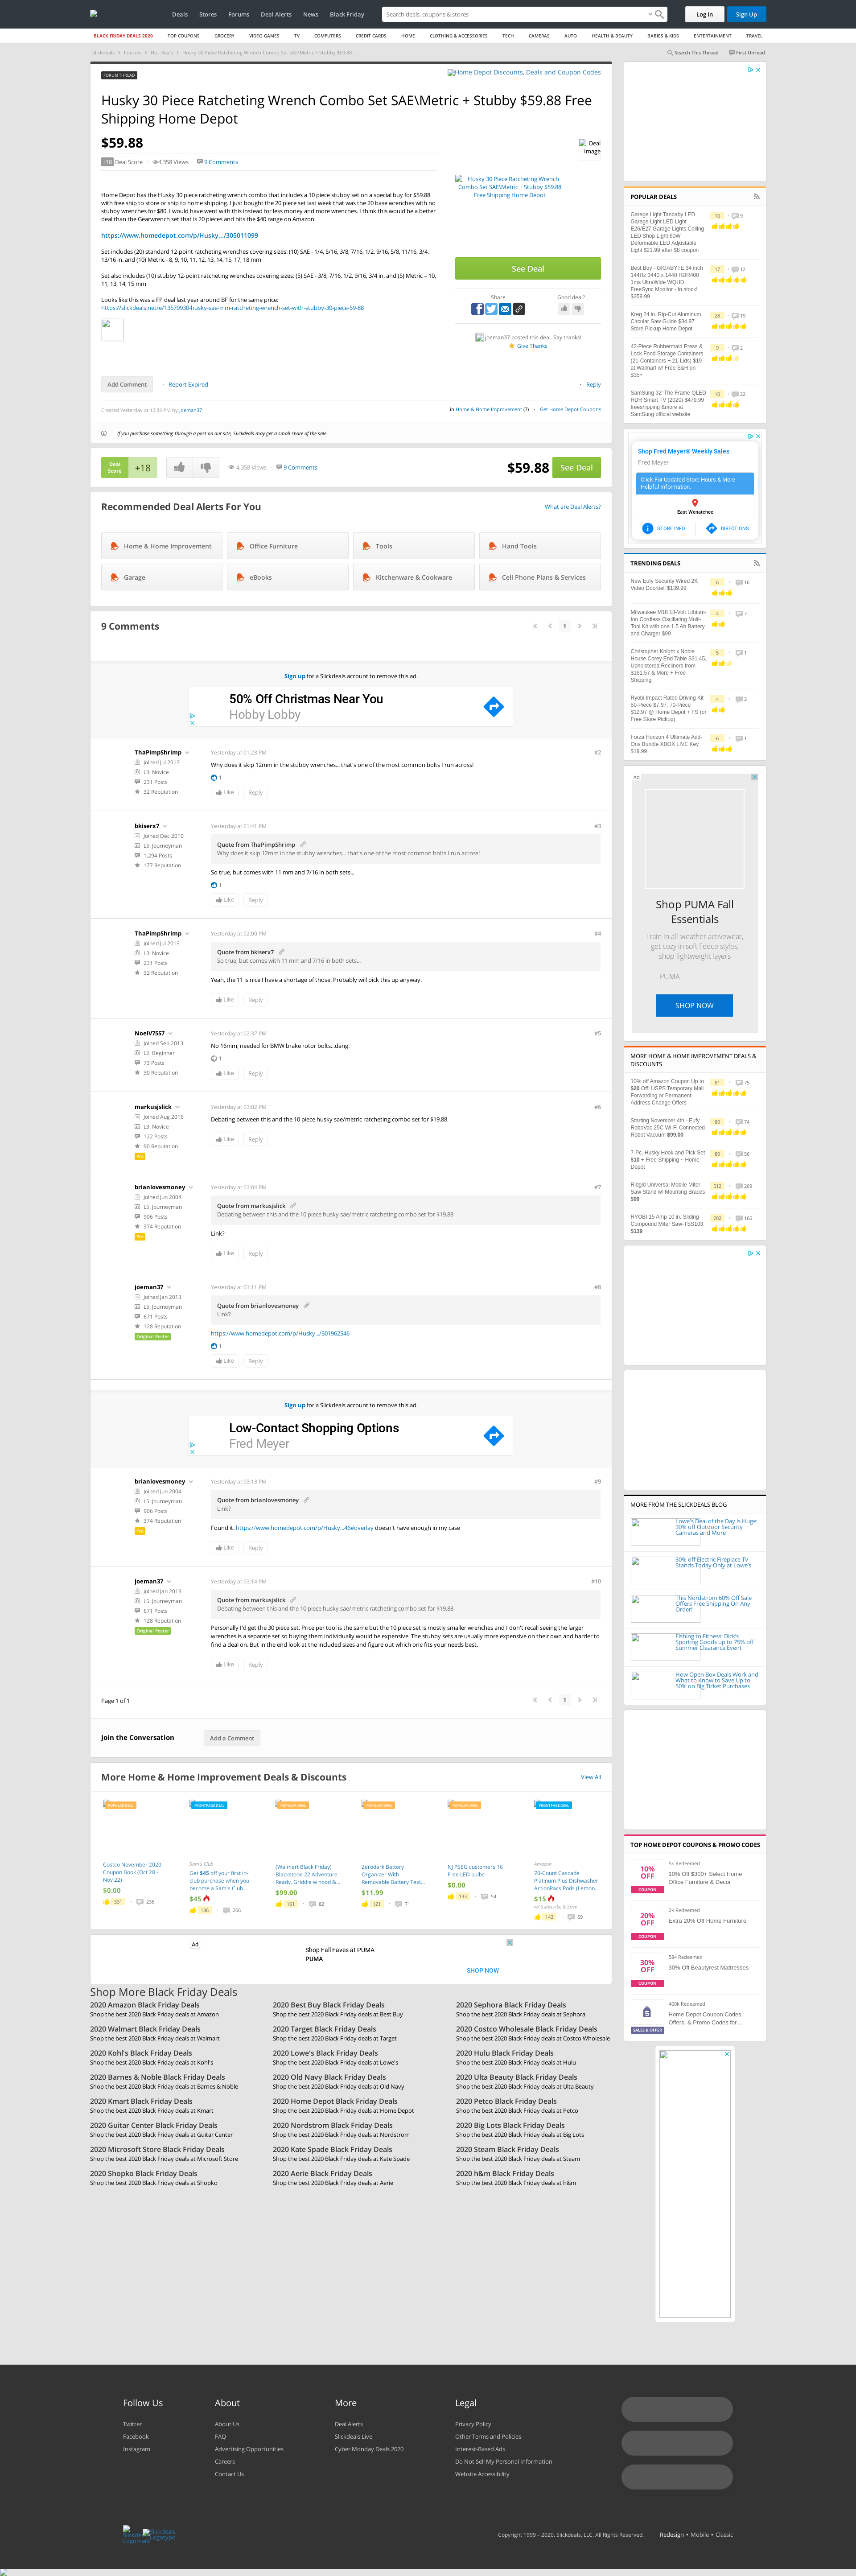 Deals Stores Forums Deal Alerts News Black Friday
Search deals, coupons & stores
Log In Sign Up
BLACK FRIDAY DEALS 2020 TOP COUPONS GROCERY VIDEO GAMES TV COMPUTERS CREDIT CARDS HOME CLOTHING & ACCESSORIES TECH CAMERAS AUTO HEALTH & BEAUTY BABIES & KIDS ENTERTAINMENT TRAVEL
Slickdeals Forums Hot Deals Husky 30 Piece Ratcheting Wrench Combo Set SAE\Metric + Stubby $59.88 ...
Search This Thread First Unread
FORUM THREAD
Home Depot Discounts, Deals and Coupon Codes
Husky 30 Piece Ratcheting Wrench Combo Set SAE\Metric + Stubby $59.88 Free
Shipping Home Depot
$59.88
+18 Deal Score 4,358 Views 9 Comments
Deal
Image
Home Depot has the Husky 30 piece ratcheting wrench combo that includes a 10 piece stubby set on a special buy for $59.88
with free ship to store or ship to home shipping. I just bought the 20 piece set last week for $69.88 and it was without the stubby
wrenches for $80. I would have went with this instead for less money and wrenches. I think this would be a better
deal than the wrench set that is 20 pieces and hits the $40 range on Amazon.
https://www.homedepot.com/p/Husky.../305011099
Set includes (20) standard 12-point ratcheting wrenches covering sizes: (10) SAE - 1/4, 5/16, 3/8, 7/16, 1/2, 9/16, 5/8, 11/16, 3/4,
13/16 in. and (10) Metric - 8, 9, 10, 11, 12, 13, 14, 15, 17, 18 mm
Set also includes (10) stubby 12-point ratcheting wrenches covering sizes: (5) SAE - 3/8, 7/16, 1/2, 9/16, 3/4 in. and (5) Metric – 10,
11, 13, 14, 15 mm
Looks like this was a FP deal last year around BF for the same price:
https://slickdeals.net/e/13570930-husky-sae-mm-ratcheting-wrench-set-with-stubby-30-piece-59-88
Husky 30 Piece Ratcheting Wrench
Combo Set SAE\Metric + Stubby $59.88
Free Shipping Home Depot
See Deal
Share Good deal?
joeman37 posted this deal. Say thanks!
Give Thanks
Add Comment Report Expired Reply
Created Yesterday at 12:33 PM by joeman37
in Home & Home Improvement (7) Get Home Depot Coupons
If you purchase something through a post on our site, Slickdeals may get a small share of the sale.
Deal
Score +18 4,358 Views 9 Comments $59.88 See Deal
Recommended Deal Alerts For You
What are Deal Alerts?
Home & Home Improvement Office Furniture Tools Hand Tools
Garage eBooks Kitchenware & Cookware Cell Phone Plans & Services
9 Comments
1
Sign up for a Slickdeals account to remove this ad.
50% Off Christmas Near You
Hobby Lobby
ThaPimpShrimp
Joined Jul 2013
L3: Novice
231 Posts
32 Reputation
Yesterday at 01:23 PM #2
Why does it skip 12mm in the stubby wrenches... that's one of the most common bolts I run across!
1
Like Reply
bkiserx7
Joined Dec 2010
L5: Journeyman
1,294 Posts
177 Reputation
Yesterday at 01:41 PM #3
Quote from ThaPimpShrimp
Why does it skip 12mm in the stubby wrenches... that's one of the most common bolts I run across!
So true, but comes with 11 mm and 7/16 in both sets...
1
Like Reply
ThaPimpShrimp
Joined Jul 2013
L3: Novice
231 Posts
32 Reputation
Yesterday at 02:00 PM #4
Quote from bkiserx7
So true, but comes with 11 mm and 7/16 in both sets...
Yeah, the 11 is nice I have a shortage of those. Probably will pick this up anyway.
Like Reply
NoelV7557
Joined Sep 2013
L2: Beginner
73 Posts
30 Reputation
Yesterday at 02:37 PM #5
No 16mm, needed for BMW brake rotor bolts...dang.
1
Like Reply
markusjslick
Joined Aug 2016
L3: Novice
122 Posts
90 Reputation
Pro
Yesterday at 03:02 PM #6
Debating between this and the 10 piece husky sae/metric ratcheting combo set for $19.88
Like Reply
brianlovesmoney
Joined Jun 2004
L5: Journeyman
906 Posts
374 Reputation
Pro
Yesterday at 03:04 PM #7
Quote from markusjslick
Debating between this and the 10 piece husky sae/metric ratcheting combo set for $19.88
Link?
Like Reply
joeman37
Joined Jan 2013
L5: Journeyman
671 Posts
128 Reputation
Original Poster
Yesterday at 03:11 PM #8
Quote from brianlovesmoney
Link?
https://www.homedepot.com/p/Husky.../301962546
1
Like Reply
Sign up for a Slickdeals account to remove this ad.
Low-Contact Shopping Options
Fred Meyer
brianlovesmoney
Joined Jun 2004
L5: Journeyman
906 Posts
374 Reputation
Pro
Yesterday at 03:13 PM #9
Quote from brianlovesmoney
Link?
Found it. https://www.homedepot.com/p/Husky...46#overlay doesn't have enough in my case
Like Reply
joeman37
Joined Jan 2013
L5: Journeyman
671 Posts
128 Reputation
Original Poster
Yesterday at 03:14 PM #10
Quote from markusjslick
Debating between this and the 10 piece husky sae/metric ratcheting combo set for $19.88
Personally I'd get the 30 piece set. Price per tool is the same but the 10 piece set is mostly smaller wrenches and I don't recall seeing the larger
wrenches is a separate set so buying them individually would be expensive. The stubby sets are usually more expensive on their own and harder to
find a deal on. But in the end look at the included sizes and figure out which one fits your needs best.
Like Reply
Page 1 of 1 1
Join the Conversation Add a Comment
More Home & Home Improvement Deals & Discounts
View All
POPULAR DEAL
Costco November 2020
Coupon Book (Oct 28 -
Nov 22)
$0.00
331 236
FRONTPAGE DEAL
Sam's Club
Get $45 off your first in-
club purchase when you
become a Sam's Club...
$45
136 266
POPULAR DEAL
(Walmart Black Friday)
Blackstone 22 Adventure
Ready, Griddle w hood &...
$99.00
161 82
POPULAR DEAL
Zerodark Battery
Organizer With
Removable Battery Test...
$11.99
121 71
POPULAR DEAL
NJ PSEG customers 16
Free LED bulbs
$0.00
133 54
FRONTPAGE DEAL
Amazon
70-Count Cascade
Platinum Plus Dishwasher
ActionPacs Pods (Lemon...
$15
w/ Subscribe & Save
143 59
Ad
Shop Fall Faves at PUMA
PUMA
SHOP NOW
Shop More Black Friday Deals
2020 Amazon Black Friday Deals
Shop the best 2020 Black Friday deals at Amazon
2020 Best Buy Black Friday Deals
Shop the best 2020 Black Friday deals at Best Buy
2020 Sephora Black Friday Deals
Shop the best 2020 Black Friday deals at Sephora
2020 Walmart Black Friday Deals
Shop the best 2020 Black Friday deals at Walmart
2020 Target Black Friday Deals
Shop the best 2020 Black Friday deals at Target
2020 Costco Wholesale Black Friday Deals
Shop the best 2020 Black Friday deals at Costco Wholesale
2020 Kohl's Black Friday Deals
Shop the best 2020 Black Friday deals at Kohl's
2020 Lowe's Black Friday Deals
Shop the best 2020 Black Friday deals at Lowe's
2020 Hulu Black Friday Deals
Shop the best 2020 Black Friday deals at Hulu
2020 Barnes & Noble Black Friday Deals
Shop the best 2020 Black Friday deals at Barnes & Noble
2020 Old Navy Black Friday Deals
Shop the best 2020 Black Friday deals at Old Navy
2020 Ulta Beauty Black Friday Deals
Shop the best 2020 Black Friday deals at Ulta Beauty
2020 Kmart Black Friday Deals
Shop the best 2020 Black Friday deals at Kmart
2020 Home Depot Black Friday Deals
Shop the best 2020 Black Friday deals at Home Depot
2020 Petco Black Friday Deals
Shop the best 2020 Black Friday deals at Petco
2020 Guitar Center Black Friday Deals
Shop the best 2020 Black Friday deals at Guitar Center
2020 Nordstrom Black Friday Deals
Shop the best 2020 Black Friday deals at Nordstrom
2020 Big Lots Black Friday Deals
Shop the best 2020 Black Friday deals at Big Lots
2020 Microsoft Store Black Friday Deals
Shop the best 2020 Black Friday deals at Microsoft Store
2020 Kate Spade Black Friday Deals
Shop the best 2020 Black Friday deals at Kate Spade
2020 Steam Black Friday Deals
Shop the best 2020 Black Friday deals at Steam
2020 Shopko Black Friday Deals
Shop the best 2020 Black Friday deals at Shopko
2020 Aerie Black Friday Deals
Shop the best 2020 Black Friday deals at Aerie
2020 h&m Black Friday Deals
Shop the best 2020 Black Friday deals at h&m
POPULAR DEALS
Garage Light Tanbaby LED
Garage Light LED Light
E26/E27 Garage Lights Ceiling
LED Shop Light 60W
Deformable LED Adjustable
Light $21.99 after $8 coupon
10 9
Best Buy - GIGABYTE 34 inch
144Hz 3440 x 1440 HDR400
1ms UltraWide WQHD
FreeSync Monitor - In stock!
$359.99
17 12
Kreg 24 in. Rip-Cut Aluminum
Circular Saw Guide $34.97
Store Pickup Home Depot
28 19
42-Piece Rubbermaid Press &
Lock Food Storage Containers
(21-Containers + 21-Lids) $19
at Walmart w/ Free S&H on
$35+
9 2
SamSung 32' The Frame QLED
HDR Smart TV (2020) $479.99
freeshipping &more at
SamSung official website
16 22
Shop Fred Meyer® Weekly Sales
Fred Meyer
Click For Updated Store Hours & More
Helpful Information.
East Wenatchee
STORE INFO DIRECTIONS
TRENDING DEALS
New Eufy Security Wired 2K
Video Doorbell $139.99
6 16
Milwaukee M18 18-Volt Lithium-
Ion Cordless Oscillating Multi-
Tool Kit with one 1.5 Ah Battery
and Charger $99
4 7
Christopher Knight x Noble
House Corey End Table $31.45,
Upholstered Recliners from
$161.57 & More + Free
Shipping
5 1
Ryobi Impact Rated Driving Kit
50-Piece $7.97, 70-Piece
$12.97 @ Home Depot + FS (or
Free Store Pickup)
4 2
Forza Horizon 4 Ultimate Add-
Ons Bundle XBOX LIVE Key
$19.99
6 1
Ad
Shop PUMA Fall
Essentials
Train in all-weather activewear,
get cozy in soft fleece styles,
shop lightweight layers
PUMA
SHOP NOW
MORE HOME & HOME IMPROVEMENT DEALS &
DISCOUNTS
10% off Amazon Coupon Up to
$20 Off! USPS Temporary Mail
Forwarding or Permanent
Address Change Offers
81 75
Starting November 4th - Eufy
RoboVac 25C Wi-Fi Connected
Robot Vacuum $99.00
89 74
7-Pc. Husky Hook and Pick Set
$10 + Free Shipping ~ Home
Depot
89 56
Ridgid Universal Mobile Miter
Saw Stand w/ Mounting Braces
$99
512 269
RYOBI 15 Amp 10 in. Sliding
Compound Miter Saw-TSS103
$139
202 166
MORE FROM THE SLICKDEALS BLOG
Lowe's Deal of the Day is Huge:
30% off Outdoor Security
Cameras and More
30% off Electric Fireplace TV
Stands Today Only at Lowe's
This Nordstrom 60% Off Sale
Offers Free Shipping On Any
Order!
Fishing to Fitness: Dick's
Sporting Goods up to 75% off
Summer Clearance Event
How Open Box Deals Work and
What to Know to Save Up to
50% on Big Ticket Purchases
TOP HOME DEPOT COUPONS & PROMO CODES
10%
OFF
COUPON
5k Redeemed
10% Off $300+ Select Home
Office Furniture & Decor
20%
OFF
COUPON
2k Redeemed
Extra 20% Off Home Furniture
30%
OFF
COUPON
584 Redeemed
30% Off Beautyrest Mattresses
SALES & OFFER
400k Redeemed
Home Depot Coupon Codes,
Offers, & Promo Codes for...
Follow Us
Twitter
Facebook
Instagram
About
About Us
FAQ
Advertising Opportunities
Careers
Contact Us
More
Deal Alerts
Slickdeals Live
Cyber Monday Deals 2020
Legal
Privacy Policy
Other Terms and Policies
Interest-Based Ads
Do Not Sell My Personal Information
Website Accessibility
Copyright 1999 – 2020. Slickdeals, LLC. All Rights Reserved. Redesign • Mobile • Classic